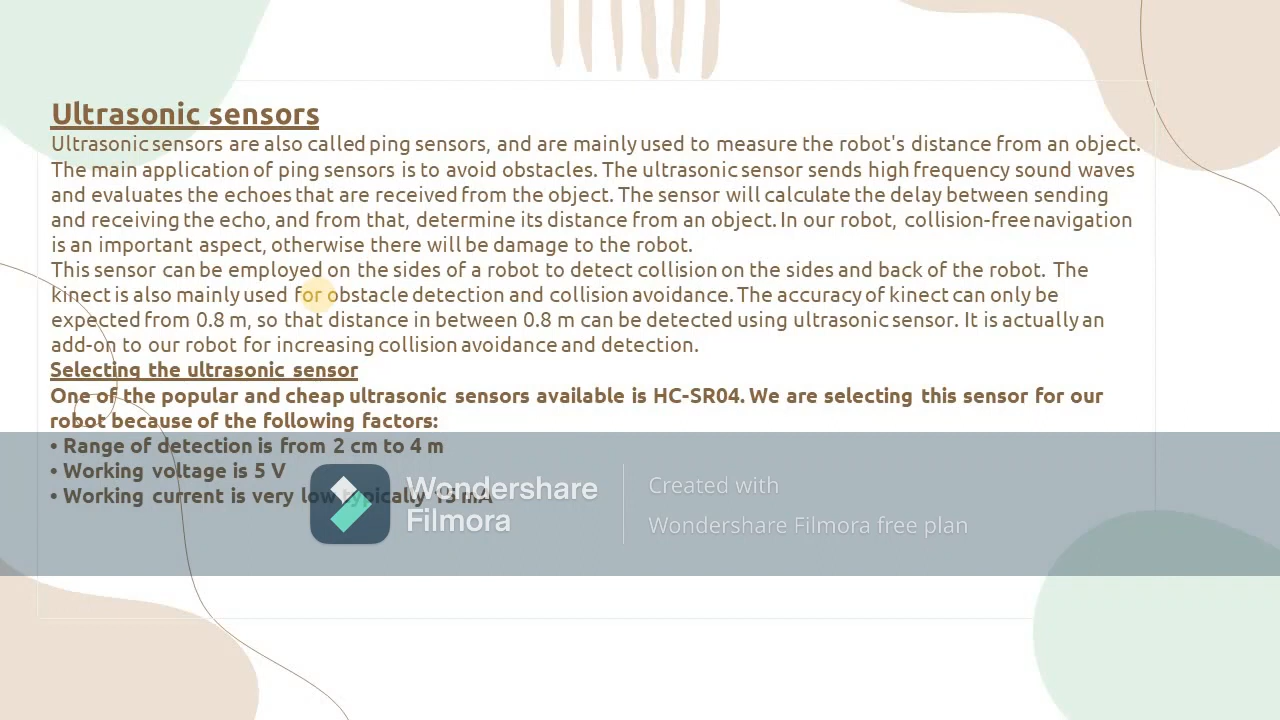 Ultrasonic sensors
Ultrasonic sensors are also called ping sensors, and are mainly used to measure the robot's distance from an object.
The main application of ping sensors is to avoid obstacles. The ultrasonic sensor sends high frequency sound waves
and evaluates the echoes that are received from the object. The sensor will calculate the delay between sending
and receiving the echo, and from that, determine its distance from an object. In our robot, collision-free navigation
is an important aspect, otherwise there will be damage to the robot.
This sensor can be employed on the sides of a robot to detect collision on the sides and back of the robot. The
kinect is also mainly used for obstacle detection and collision avoidance. The accuracy of kinect can only be
expected from 0.8 m, so that distance in between 0.8 m can be detected using ultrasonic sensor. It is actually an
add-on to our robot for increasing collision avoidance and detection.
Selecting the ultrasonic sensor
One of the popular and cheap ultrasonic sensors available is HC-SR04. We are selecting this sensor for our
robot because of the following factors:
• Range of detection is from 2 cm to 4 m
• Working voltage is 5 V
• Working current is very low typically 15 mA
Wondershare
Filmora
Created with
Wondershare Filmora free plan